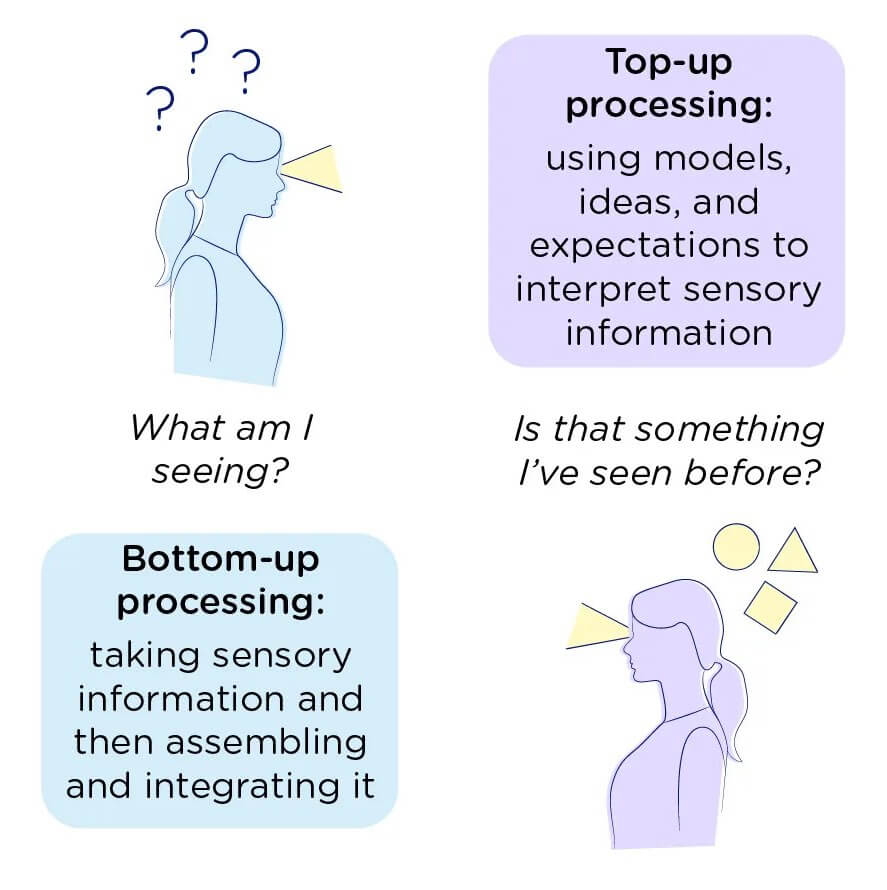 ? ? ?
Top-up
processing:
using models,
ideas, and
expectations to
interpret sensory
information
What am I
seeing?
Is that something
I've seen before?
Bottom-up
processing:
taking sensory
information and
then assembling
and integrating it